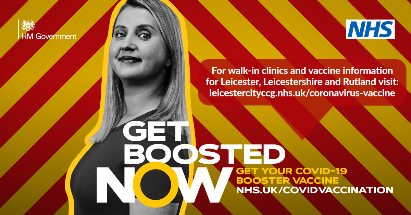 HM Government
NHS
For walk-in clinics and vaccine information
for Leicester, Leicestershire and Rutland visit:
leicestercityccg.nhs.uk/coronavirus-vaccine
GET
BOOSTED
NOW
GET YOUR COVID-19
BOOSTER VACCINE
NHS.UK/COVIDVACCINATION